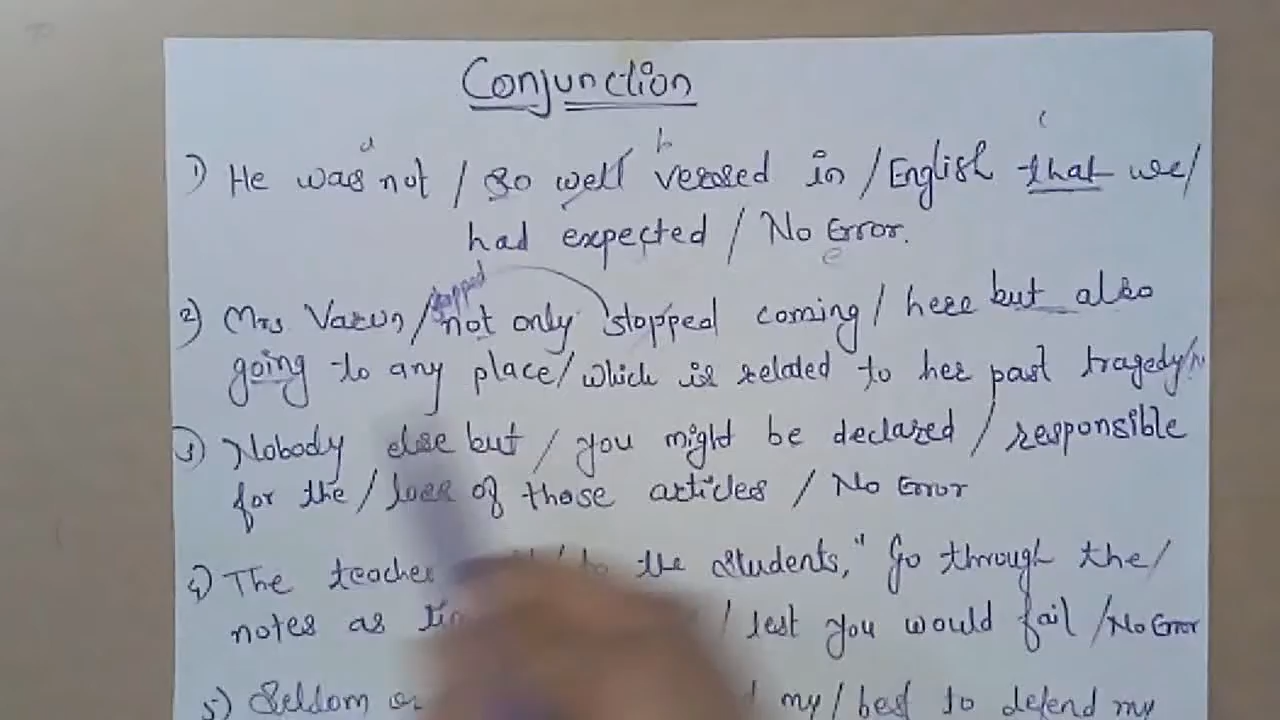 Conjunction
a b c
1) He was not / so well versed in / English that we /
had expected / No Error.
e
stopped
2) Mrs Varun / not only stopped coming / here but also
going to any place / which is related to her past tragedy /
3) Nobody else but / you might be declared / responsible
for the / loss of those articles / No Error
4) The teacher the students, " Go through the /
notes as / lest you would fail / No Error
5) Seldom or my / best to defend my